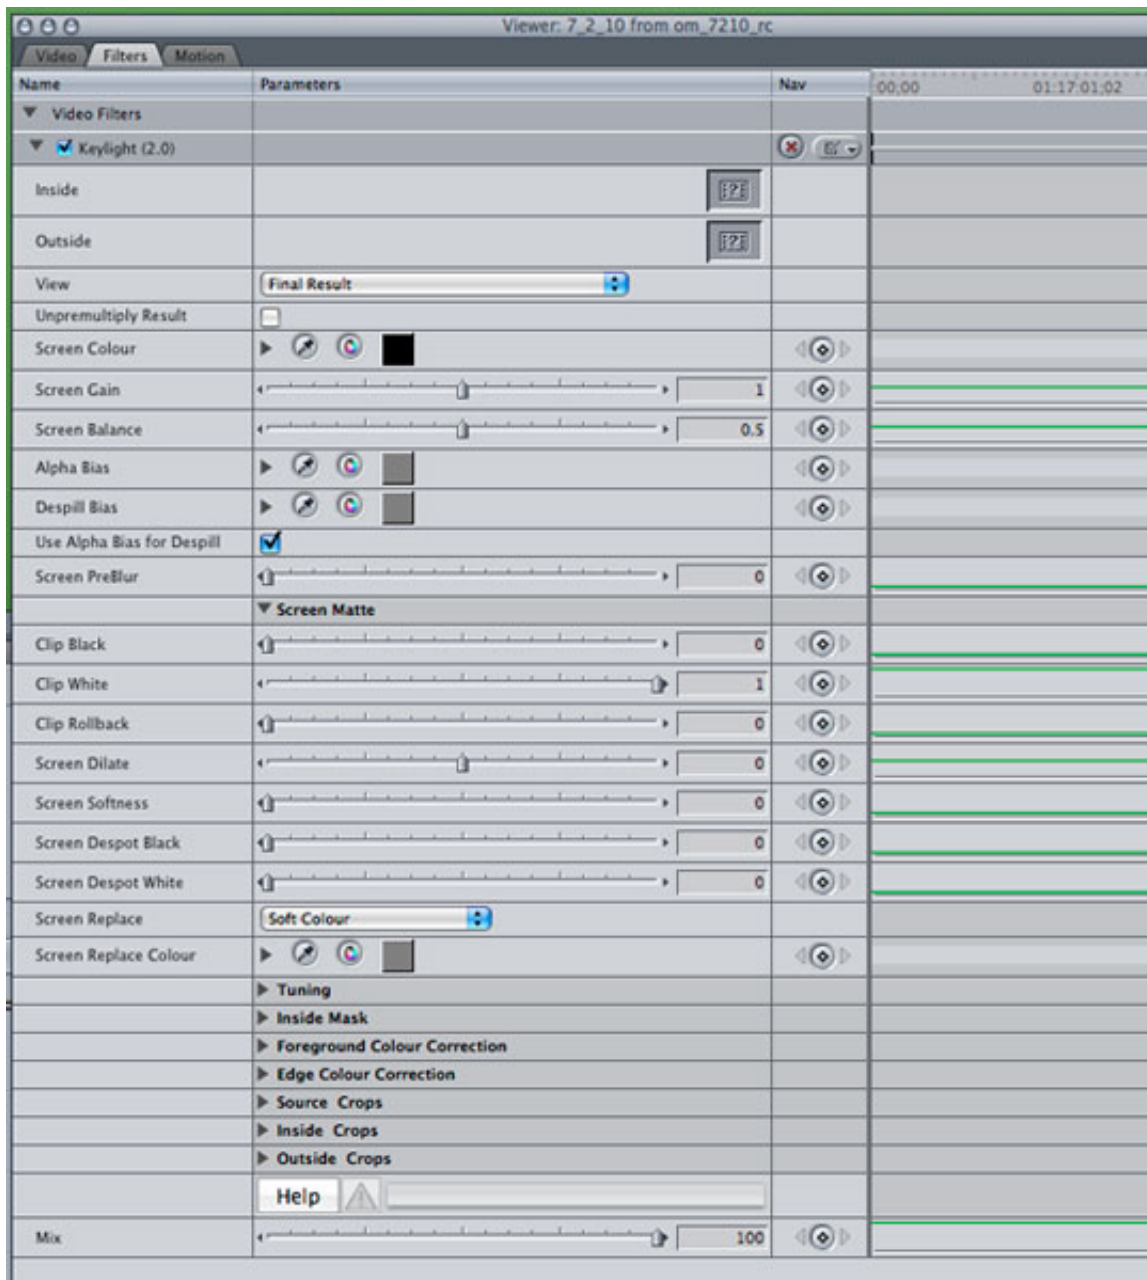 Viewer: 7_2_10 from om_7210_rc
Video Filters Motion
Name Parameters Nav 00;00 01:17:01;02
Video Filters
Keylight (2.0)
Inside [?]
Outside [?]
View Final Result
Unpremultiply Result
Screen Colour
Screen Gain 1
Screen Balance 0.5
Alpha Bias
Despill Bias
Use Alpha Bias for Despill
Screen PreBlur 0
Screen Matte
Clip Black 0
Clip White 1
Clip Rollback 0
Screen Dilate 0
Screen Softness 0
Screen Despot Black 0
Screen Despot White 0
Screen Replace Soft Colour
Screen Replace Colour
Tuning
Inside Mask
Foreground Colour Correction
Edge Colour Correction
Source Crops
Inside Crops
Outside Crops
Help
Mix 100